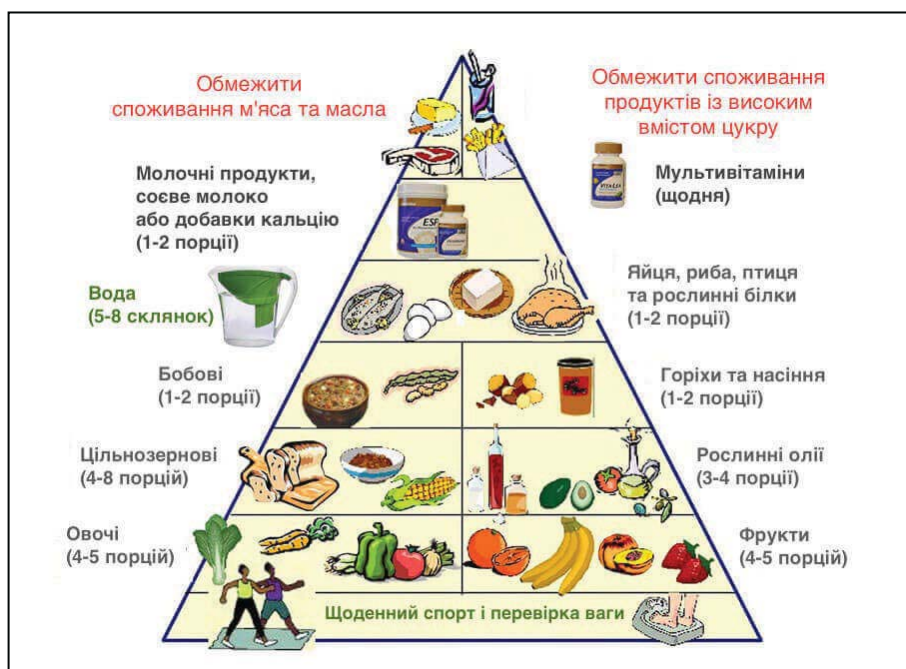 Обмежити
споживання м'яса та масла
Обмежити споживання
продуктів із високим
вмістом цукру
Молочні продукти,
соєве молоко
або добавки кальцію
(1-2 порції)
Мультивітаміни
(щодня)
Вода
(5-8 склянок)
Яйця, риба, птиця
та рослинні білки
(1-2 порції)
Бобові
(1-2 порції)
Горіхи та насіння
(1-2 порції)
Цільнозернові
(4-8 порцій)
Рослинні олії
(3-4 порції)
Овочі
(4-5 порцій)
Фрукти
(4-5 порцій)
Щоденний спорт і перевірка ваги